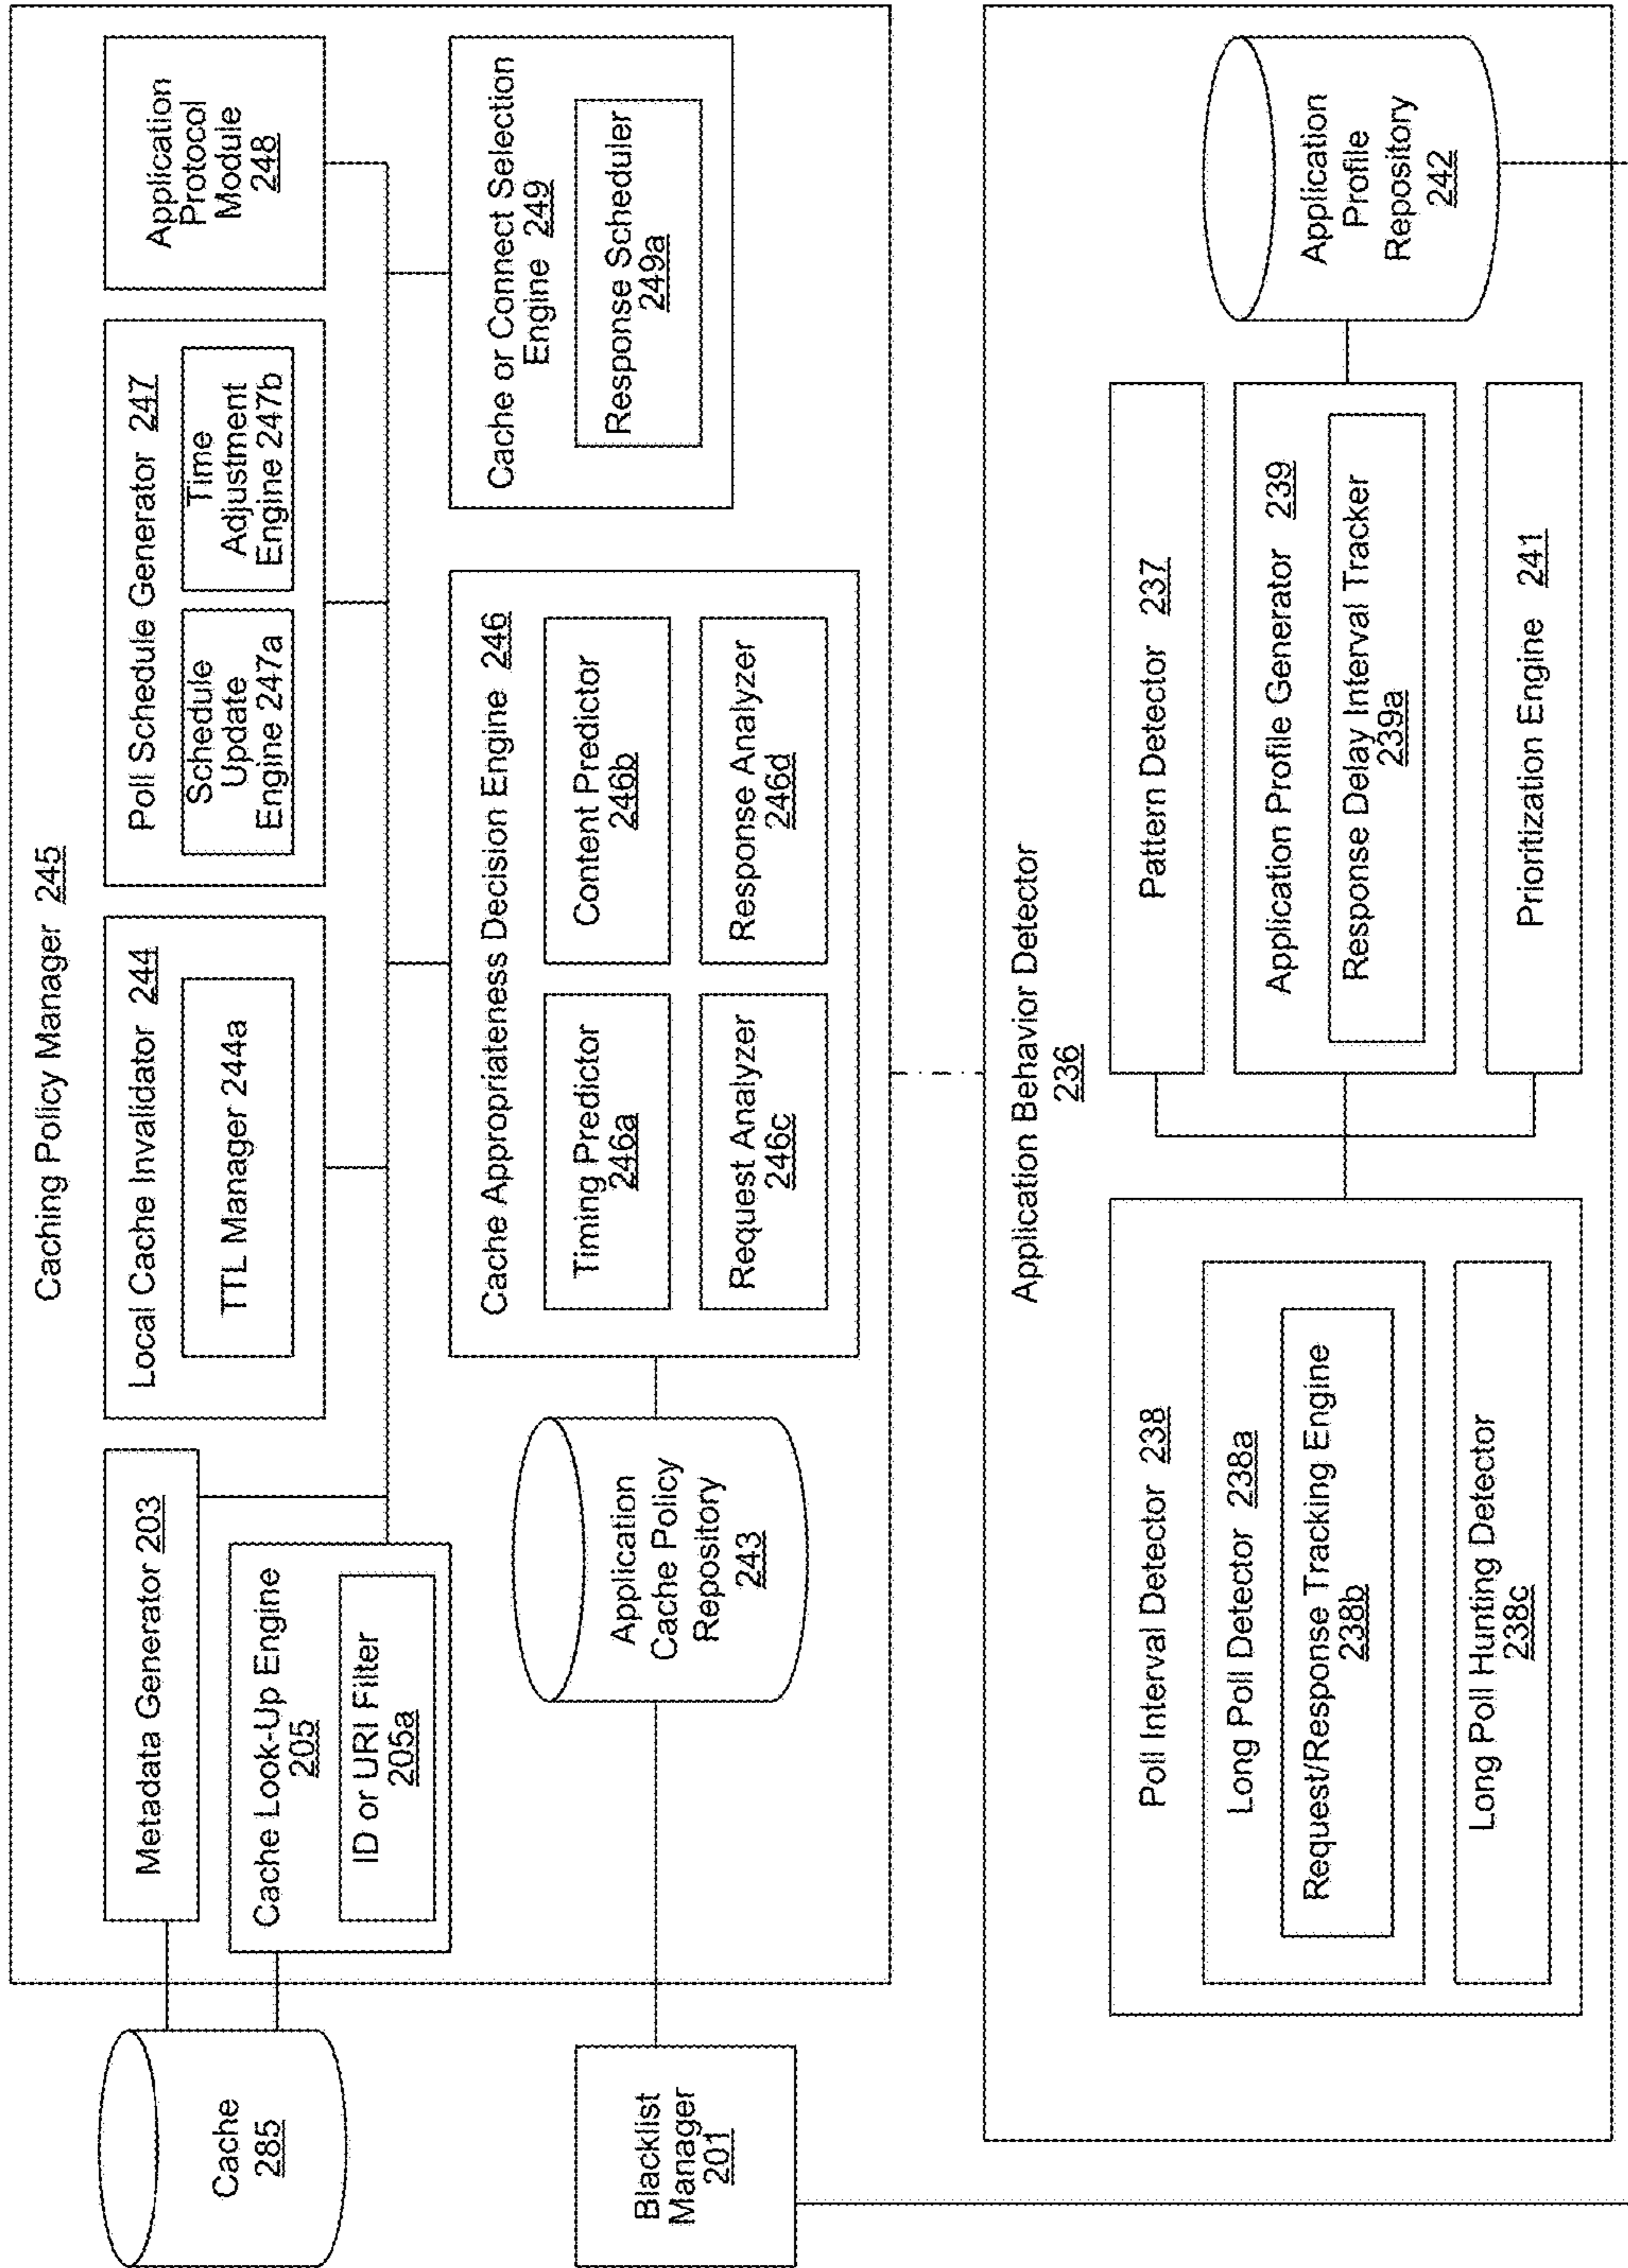 Caching Policy Manager 245
Cache
285
Metadata Generator 203
Cache Look-Up Engine
205
ID or URI Filter
205a
Local Cache Invalidator 244
TTL Manager 244a
Poll Schedule Generator 247
Schedule
Update
Engine 247a
Time
Adjustment
Engine 247b
Application
Protocol
Module
248
Blacklist
Manager
201
Application
Cache Policy
Repository
243
Cache Appropriateness Decision Engine 246
Timing Predictor
246a
Content Predictor
246b
Request Analyzer
246c
Response Analyzer
246d
Cache or Connect Selection
Engine 249
Response Scheduler
249a
Application Behavior Detector
236
Poll Interval Detector 238
Long Poll Detector 238a
Request/Response Tracking Engine
238b
Long Poll Hunting Detector
238c
Pattern Detector 237
Application Profile Generator 239
Response Delay Interval Tracker
239a
Prioritization Engine 241
Application
Profile
Repository
242